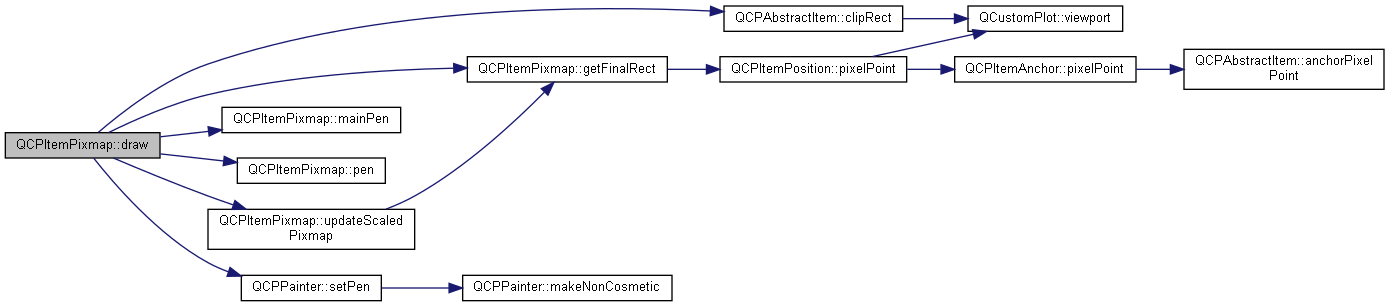 QCPAbstractItem::clipRect
QCustomPlot::viewport
QCPItemPixmap::getFinalRect
QCPItemPosition::pixelPoint
QCPItemAnchor::pixelPoint
QCPAbstractItem::anchorPixel
Point
QCPItemPixmap::mainPen
QCPItemPixmap::draw
QCPItemPixmap::pen
QCPItemPixmap::updateScaled
Pixmap
QCPPainter::setPen
QCPPainter::makeNonCosmetic